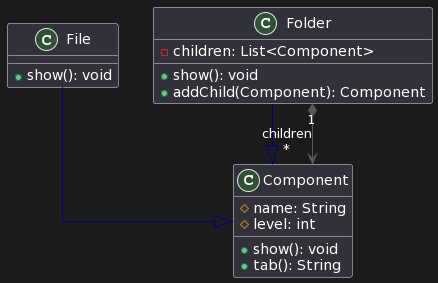 C File
show(): void
C Folder
children: List<Component>
show(): void
addChild(Component): Component
1
children
*
C Component
name: String
level: int
show(): void
tab(): String